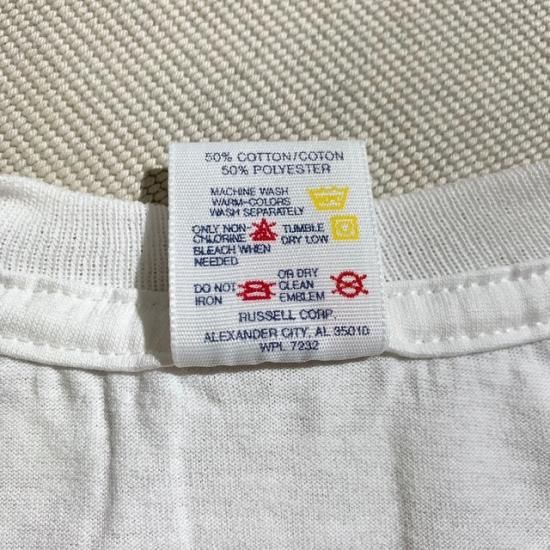 50% COTTON/COTON
50% POLYESTER
MACHINE WASH
WARM-COLORS
WASH SEPARATELY
ONLY NON-
CHLORINE
BLEACH WHEN
NEEDED
TUMBLE
DRY LOW
DO NOT
IRON
OR DRY
CLEAN
EMBLEM
RUSSELL CORP.
ALEXANDER CITY, AL 35010
WPL 7232